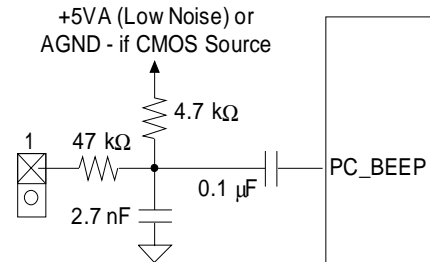 +5VA (Low Noise) or
AGND - if CMOS Source
4.7 kΩ
1
47 kΩ
PC_BEEP
0.1 µF
2.7 nF